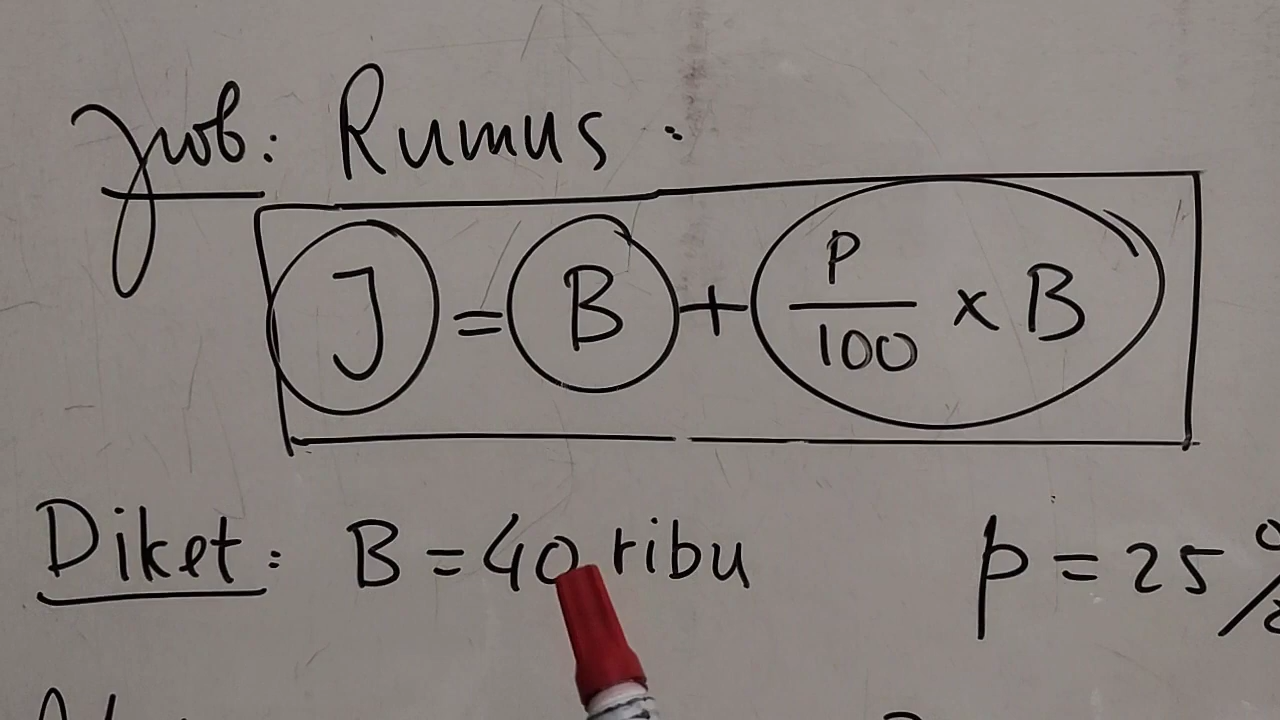 Jwb: Rumus :
J = B + P/100 x B
Diket: B = 40 ribu p = 25 %